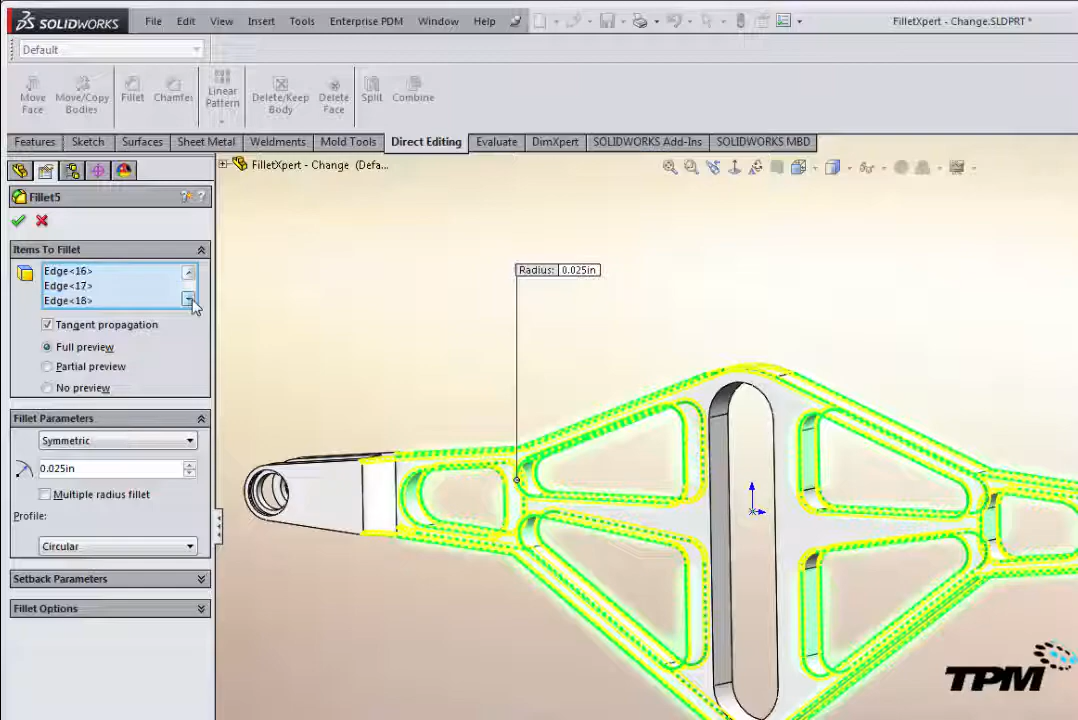 SOLIDWORKS File Edit View Insert Tools Enterprise PDM Window Help FilletXpert - Change.SLDPRT *
Default
Move Face
Move/Copy Bodies
Fillet
Chamfer
Linear Pattern
Delete/Keep Body
Delete Face
Split
Combine
Features Sketch Surfaces Sheet Metal Weldments Mold Tools Direct Editing Evaluate DimXpert SOLIDWORKS Add-Ins SOLIDWORKS MBD
FilletXpert - Change (Defa...
Fillet5
Items To Fillet
Edge<16>
Edge<17>
Edge<18>
Tangent propagation
Full preview
Partial preview
No preview
Fillet Parameters
Symmetric
0.025in
Multiple radius fillet
Profile:
Circular
Setback Parameters
Fillet Options
Radius: 0.025in
TPM